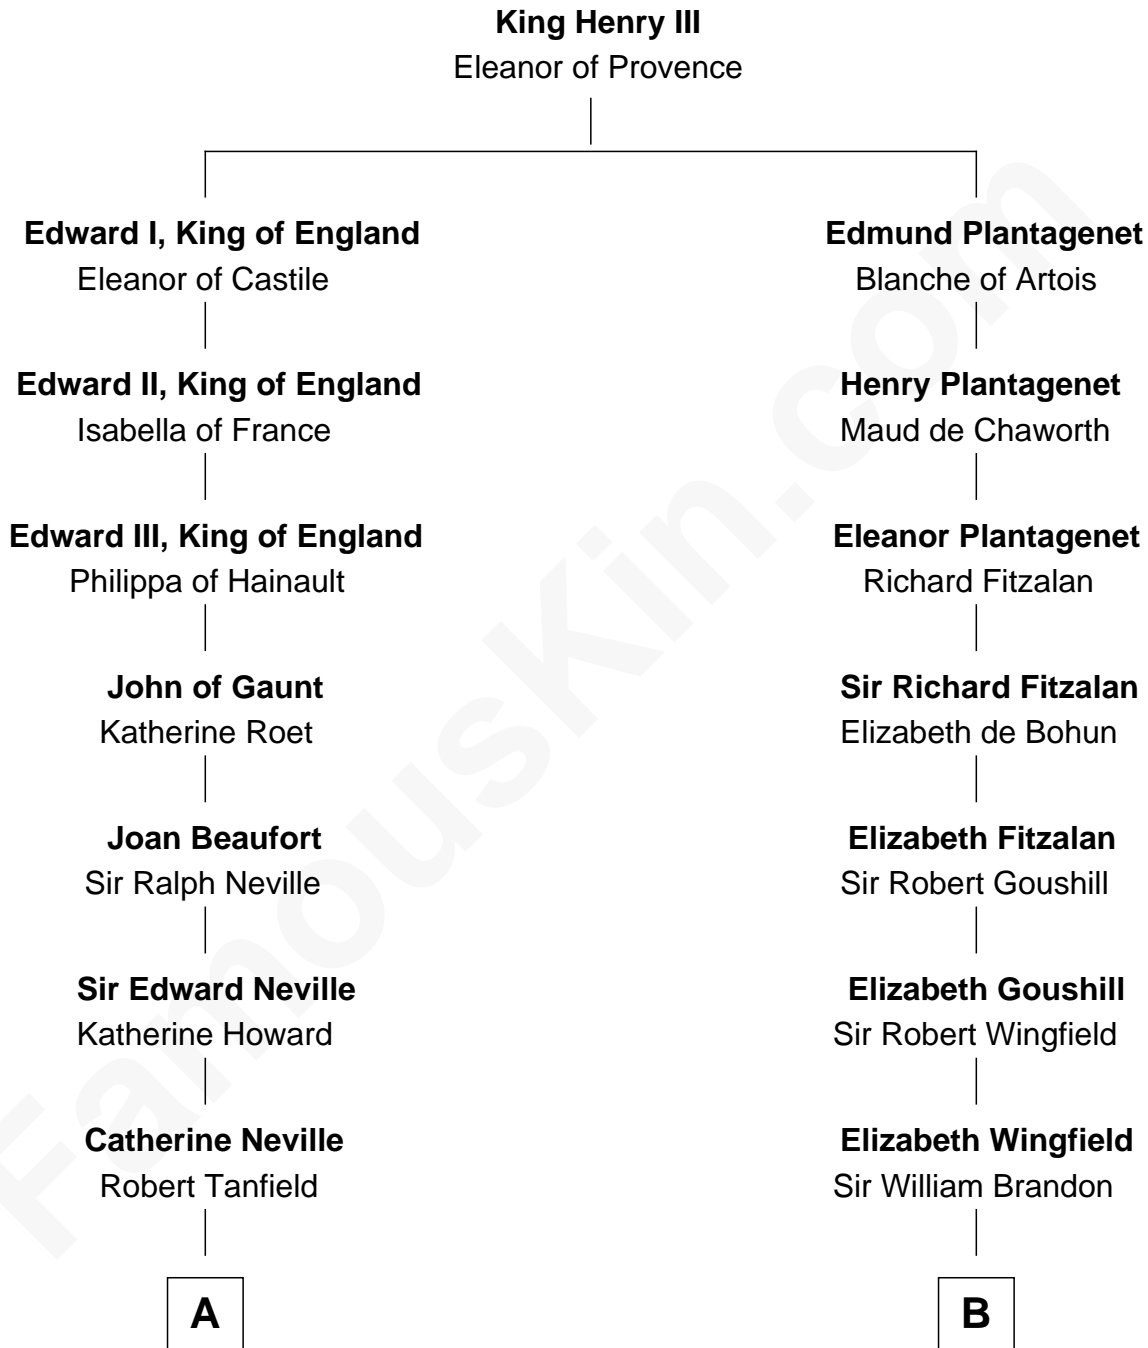 King Henry III
Eleanor of Provence
Edward I, King of England
Eleanor of Castile
Edmund Plantagenet
Blanche of Artois
Edward II, King of England
Isabella of France
Henry Plantagenet
Maud de Chaworth
Edward III, King of England
Philippa of Hainault
Eleanor Plantagenet
Richard Fitzalan
John of Gaunt
Katherine Roet
Sir Richard Fitzalan
Elizabeth de Bohun
Joan Beaufort
Sir Ralph Neville
Elizabeth Fitzalan
Sir Robert Goushill
Sir Edward Neville
Katherine Howard
Elizabeth Goushill
Sir Robert Wingfield
Catherine Neville
Robert Tanfield
Elizabeth Wingfield
Sir William Brandon
A
B
FamousKin.com